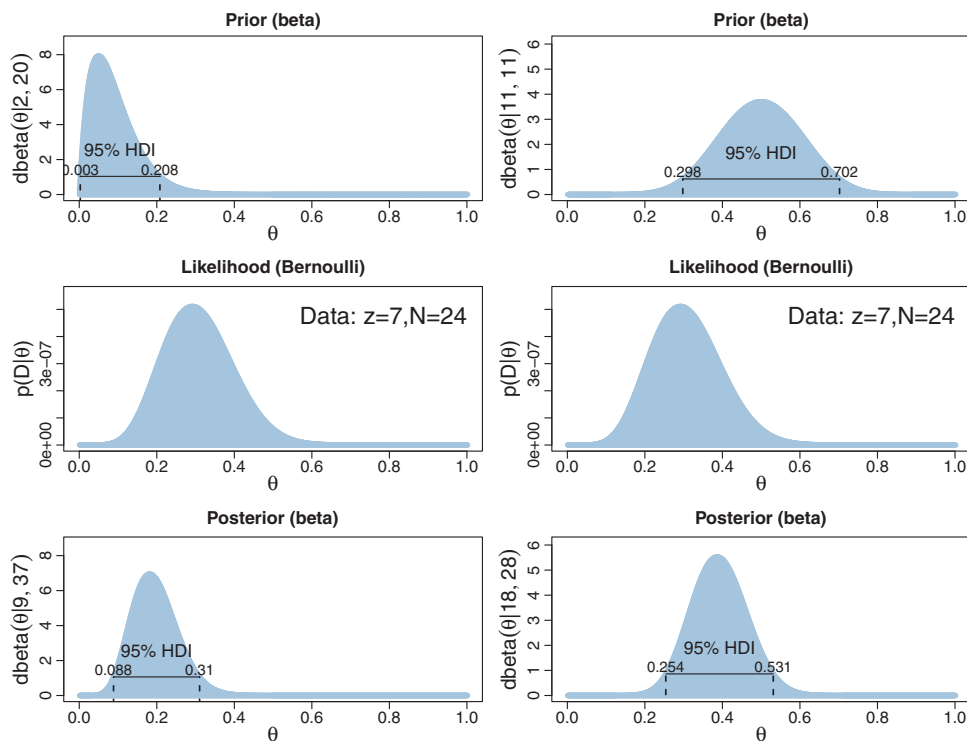 Prior (beta)
dbeta(θ|2, 20)
0 2 4 6 8
95% HDI
0.003 0.208
0.0 0.2 0.4 0.6 0.8 1.0
θ
Prior (beta)
dbeta(θ|11, 11)
0 1 2 3 4 5 6
95% HDI
0.298 0.702
0.0 0.2 0.4 0.6 0.8 1.0
θ
Likelihood (Bernoulli)
Data: z=7,N=24
p(D|θ)
0e+00 3e-07
0.0 0.2 0.4 0.6 0.8 1.0
θ
Likelihood (Bernoulli)
Data: z=7,N=24
p(D|θ)
0e+00 3e-07
0.0 0.2 0.4 0.6 0.8 1.0
θ
Posterior (beta)
dbeta(θ|9, 37)
0 2 4 6 8
95% HDI
0.088 0.31
0.0 0.2 0.4 0.6 0.8 1.0
θ
Posterior (beta)
dbeta(θ|18, 28)
0 1 2 3 4 5 6
95% HDI
0.254 0.531
0.0 0.2 0.4 0.6 0.8 1.0
θ